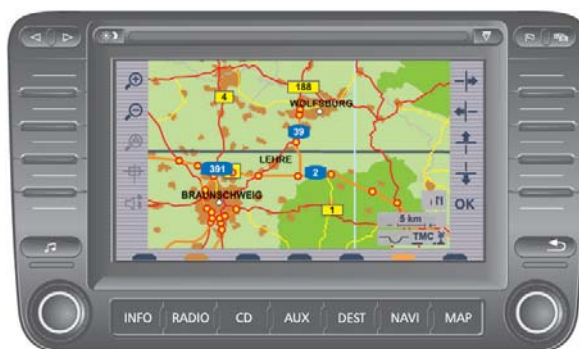 188
4
WOLFSBURG
39
LEHRE
391
2
BRAUNSCHWEIG
1
OK
5 km
TMC
INFO RADIO CD AUX DEST NAVI MAP